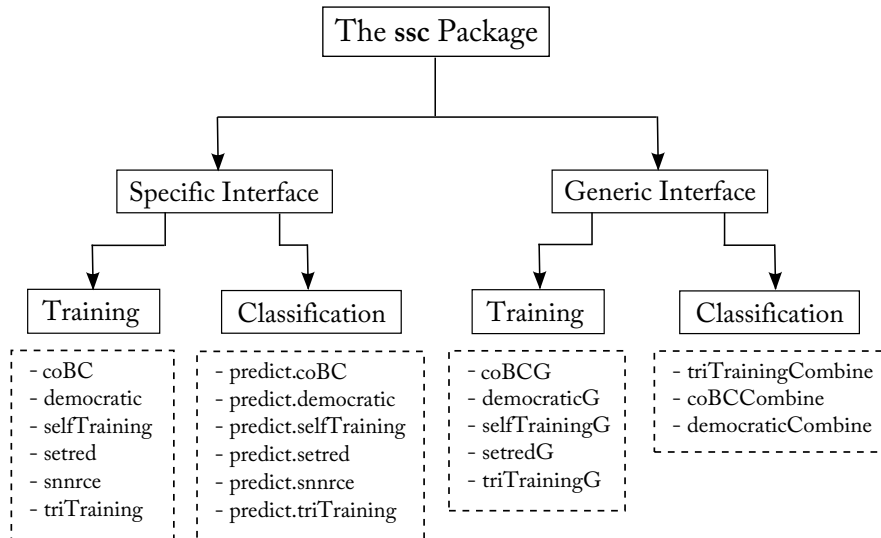 The ssc Package
Specific Interface
Generic Interface
Training
Classification
Training
Classification
- coBC
- democratic
- selfTraining
- setred
- snnrce
- triTraining
- predict.coBC
- predict.democratic
- predict.selfTraining
- predict.setred
- predict.snnrce
- predict.triTraining
- coBCG
- democraticG
- selfTrainingG
- setredG
- triTrainingG
- triTrainingCombine
- coBCCombine
- democraticCombine